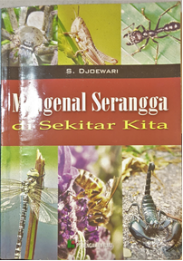 S. DJOEWARI
Mengenal Serangga
di Sekitar Kita